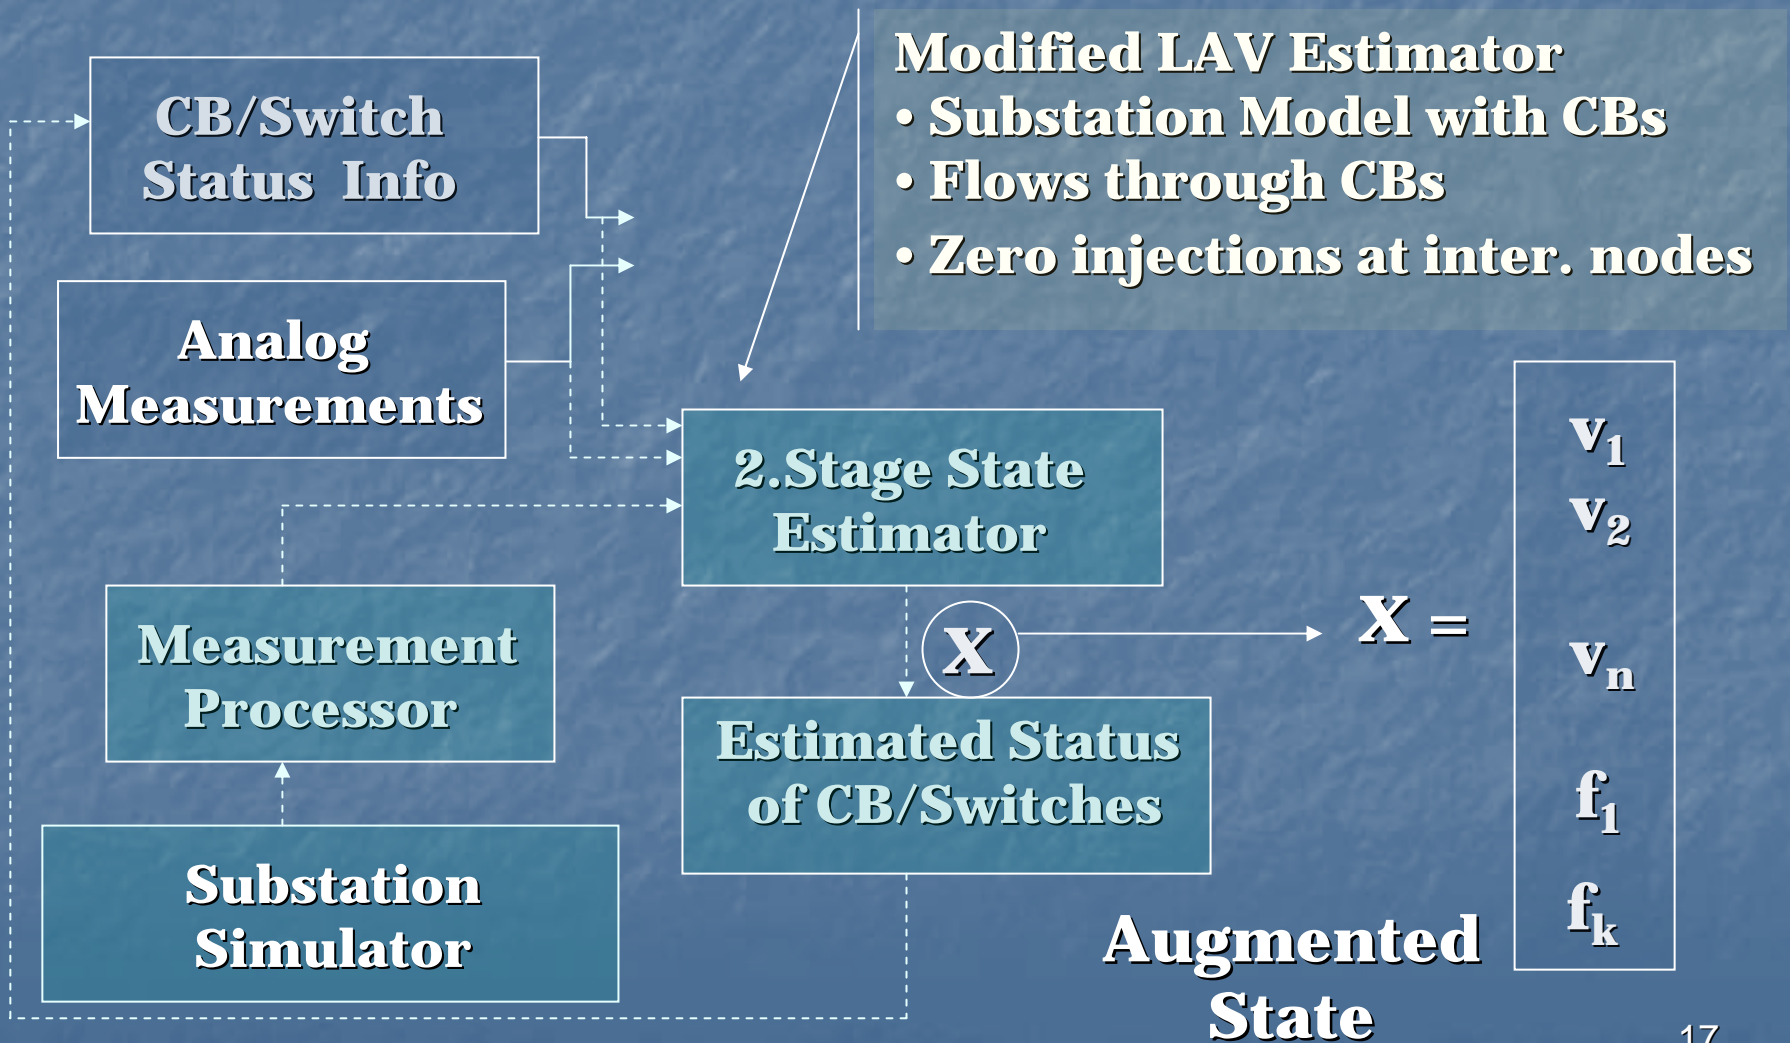 CB/Switch
Status Info
Modified LAV Estimator
• Substation Model with CBs
• Flows through CBs
• Zero injections at inter. nodes
Analog
Measurements
2.Stage State
Estimator
Measurement
Processor
X
X =
v1
v2
vn
f1
fk
Estimated Status
of CB/Switches
Substation
Simulator
Augmented
State
17